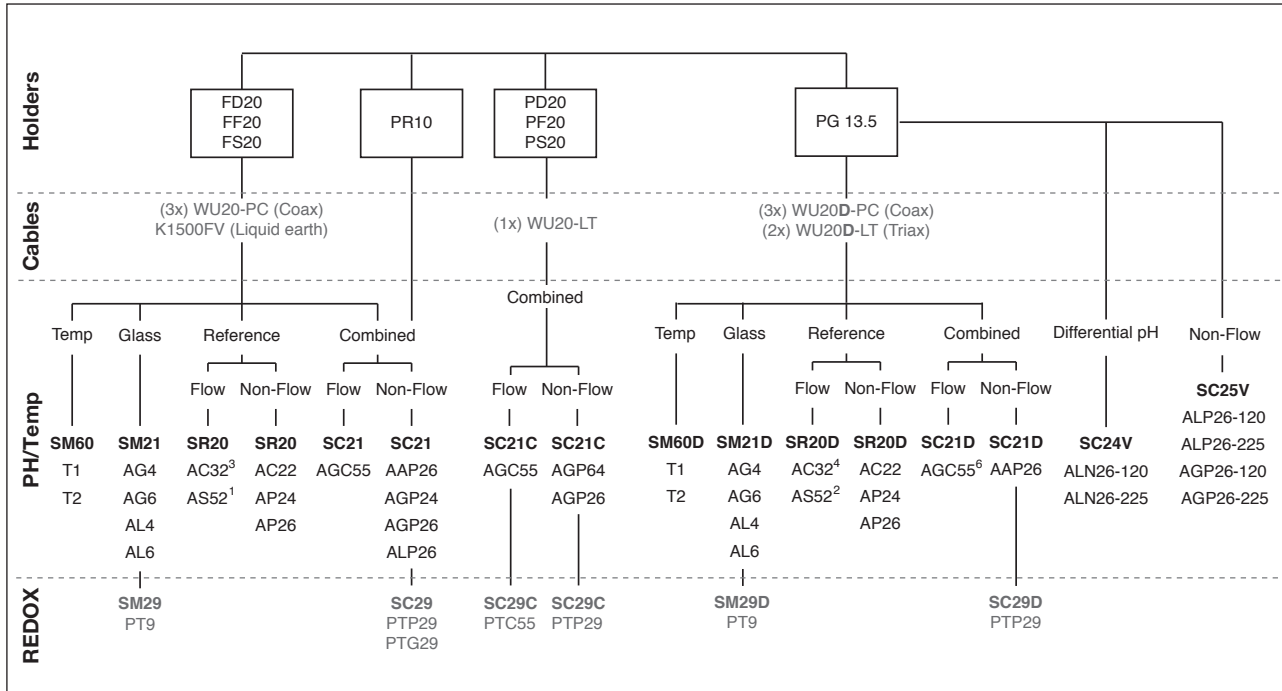 Holders
FD20
FF20
FS20
PR10
PD20
PF20
PS20
PG 13.5
Cables
(3x) WU20-PC (Coax)
K1500FV (Liquid earth)
(1x) WU20-LT
(3x) WU20D-PC (Coax)
(2x) WU20D-LT (Triax)
PH/Temp
Temp
Glass
Reference
Combined
Flow
Non-Flow
Flow
Non-Flow
SM60
T1
T2
SM21
AG4
AG6
AL4
AL6
SR20
AC32³
AS52¹
SR20
AC22
AP24
AP26
SC21
AGC55
SC21
AAP26
AGP24
AGP26
ALP26
Combined
Flow
Non-Flow
SC21C
AGC55
SC21C
AGP64
AGP26
Temp
Glass
Reference
Combined
Flow
Non-Flow
Flow
Non-Flow
SM60D
T1
T2
SM21D
AG4
AG6
AL4
AL6
SR20D
AC32⁴
AS52²
SR20D
AC22
AP24
AP26
SC21D
AGC55⁶
SC21D
AAP26
Differential pH
SC24V
ALN26-120
ALN26-225
Non-Flow
SC25V
ALP26-120
ALP26-225
AGP26-120
AGP26-225
REDOX
SM29
PT9
SC29
PTP29
PTG29
SC29C
PTC55
SC29C
PTP29
SM29D
PT9
SC29D
PTP29